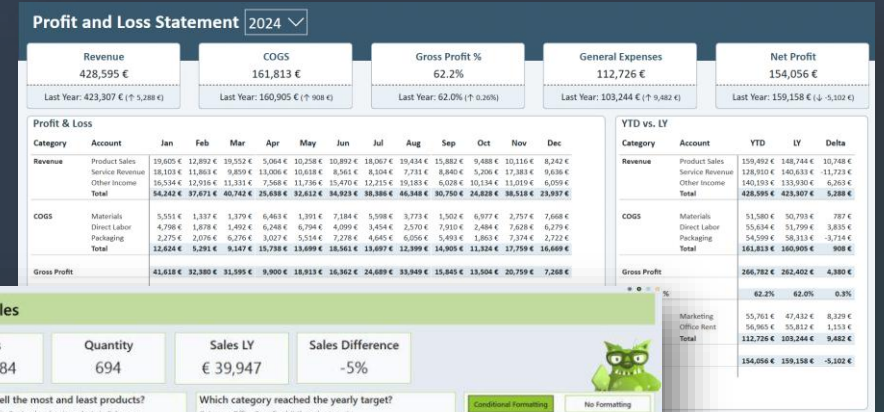 Profit and Loss Statement 2024
Revenue COGS Gross Profit % General Expenses Net Profit
428,595 € 161,813 € 62.2% 112,726 € 154,056 €
Last Year: 423,307 € (↑ 5,288 €) Last Year: 160,905 € (↑ 908 €) Last Year: 62.0% (↑ 0.26%) Last Year: 103,244 € (↑ 9,482 €) Last Year: 159,158 € (↓ -5,102 €)
Profit & Loss
Category Account Jan Feb Mar Apr May Jun Jul Aug Sep Oct Nov Dec
Revenue Product Sales 19,605 € 12,892 € 19,552 € 5,064 € 10,258 € 10,892 € 18,067 € 19,434 € 15,882 € 9,488 € 10,116 € 8,242 €
Service Revenue 18,103 € 11,863 € 9,859 € 13,006 € 10,618 € 8,561 € 8,104 € 7,731 € 8,840 € 5,206 € 17,383 € 9,636 €
Other Income 16,534 € 12,916 € 11,331 € 7,568 € 11,736 € 15,470 € 12,215 € 19,183 € 6,028 € 10,134 € 11,019 € 6,059 €
Total 54,242 € 37,671 € 40,742 € 25,638 € 32,612 € 34,923 € 38,386 € 46,348 € 30,750 € 24,828 € 38,518 € 23,937 €
COGS Materials 5,551 € 1,337 € 1,379 € 6,463 € 1,391 € 7,184 € 5,598 € 3,773 € 1,502 € 6,977 € 2,757 € 7,668 €
Direct Labor 4,798 € 1,878 € 1,492 € 6,248 € 6,794 € 4,099 € 3,454 € 2,570 € 7,910 € 2,484 € 7,628 € 6,279 €
Packaging 2,275 € 2,076 € 6,276 € 3,027 € 5,514 € 7,278 € 4,645 € 6,056 € 5,493 € 1,863 € 7,374 € 2,722 €
Total 12,624 € 5,291 € 9,147 € 15,738 € 13,699 € 18,561 € 13,697 € 12,399 € 14,905 € 11,324 € 17,759 € 16,669 €
Gross Profit 41,618 € 32,380 € 31,595 € 9,900 € 18,913 € 16,362 € 24,689 € 33,949 € 15,845 € 13,504 € 20,759 € 7,268 €
YTD vs. LY
Category Account YTD LY Delta
Revenue Product Sales 159,492 € 148,744 € 10,748 €
Service Revenue 128,910 € 140,633 € -11,723 €
Other Income 140,193 € 133,930 € 6,263 €
Total 428,595 € 423,307 € 5,288 €
COGS Materials 51,580 € 50,793 € 787 €
Direct Labor 55,634 € 51,799 € 3,835 €
Packaging 54,599 € 58,313 € -3,714 €
Total 161,813 € 160,905 € 908 €
Gross Profit 266,782 € 262,402 € 4,380 €
% 62.2% 62.0% 0.3%
Marketing 55,761 € 47,432 € 8,329 €
Office Rent 56,965 € 55,812 € 1,153 €
Total 112,726 € 103,244 € 9,482 €
154,056 € 159,158 € -5,102 €
les
Quantity Sales LY Sales Difference
84 694 € 39,947 -5%
ell the most and least products? Which category reached the yearly target? Conditional Formatting No Formatting